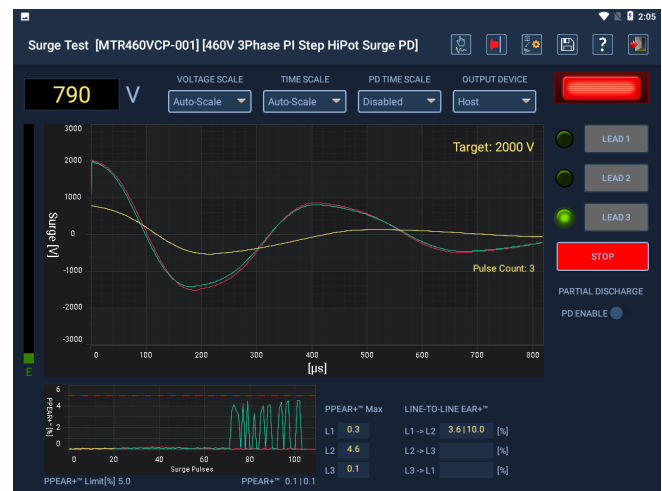 2:05
Surge Test [MTR460VCP-001] [460V 3Phase PI Step HiPot Surge PD]
?
790 V
VOLTAGE SCALE TIME SCALE PD TIME SCALE OUTPUT DEVICE
Auto-Scale Auto-Scale Disabled Host
Target: 2000 V
Pulse Count: 3
Surge [V]
3000
2000
1000
0
-1000
-2000
-3000
0 100 200 300 400 500 600 700 800
[µs]
E
LEAD 1
LEAD 2
LEAD 3
STOP
PARTIAL DISCHARGE
PD ENABLE
PPEAR+~[%]
6
4
2
0
0 20 40 60 80 100
Surge Pulses
PPEAR+™ Limit[%] 5.0 PPEAR+™ 0.1|0.1
PPEAR+™ Max LINE-TO-LINE EAR+™
L1 0.3 L1 -> L2 3.6|10.0 [%]
L2 4.6 L2 -> L3 [%]
L3 0.1 L3 -> L1 [%]